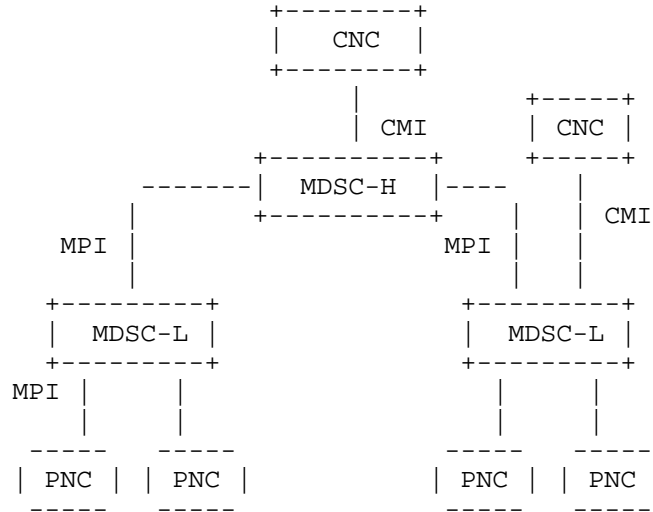 CNC
CMI CNC
MDSC-H
CMI
MPI MPI
MDSC-L MDSC-L
MPI
PNC PNC PNC PNC